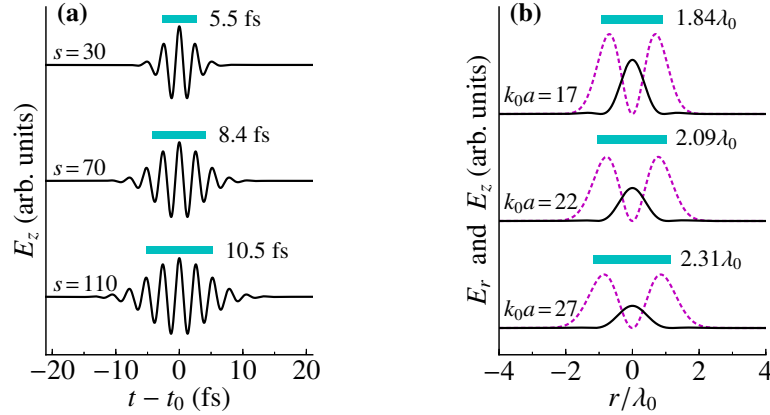 (a)
5.5 fs
s = 30
8.4 fs
s = 70
10.5 fs
s = 110
E_z (arb. units)
−20 −10 0 10 20
t − t_0 (fs)
(b)
1.84λ_0
k_0a = 17
2.09λ_0
k_0a = 22
2.31λ_0
k_0a = 27
E_r and E_z (arb. units)
−4 −2 0 2 4
r/λ_0